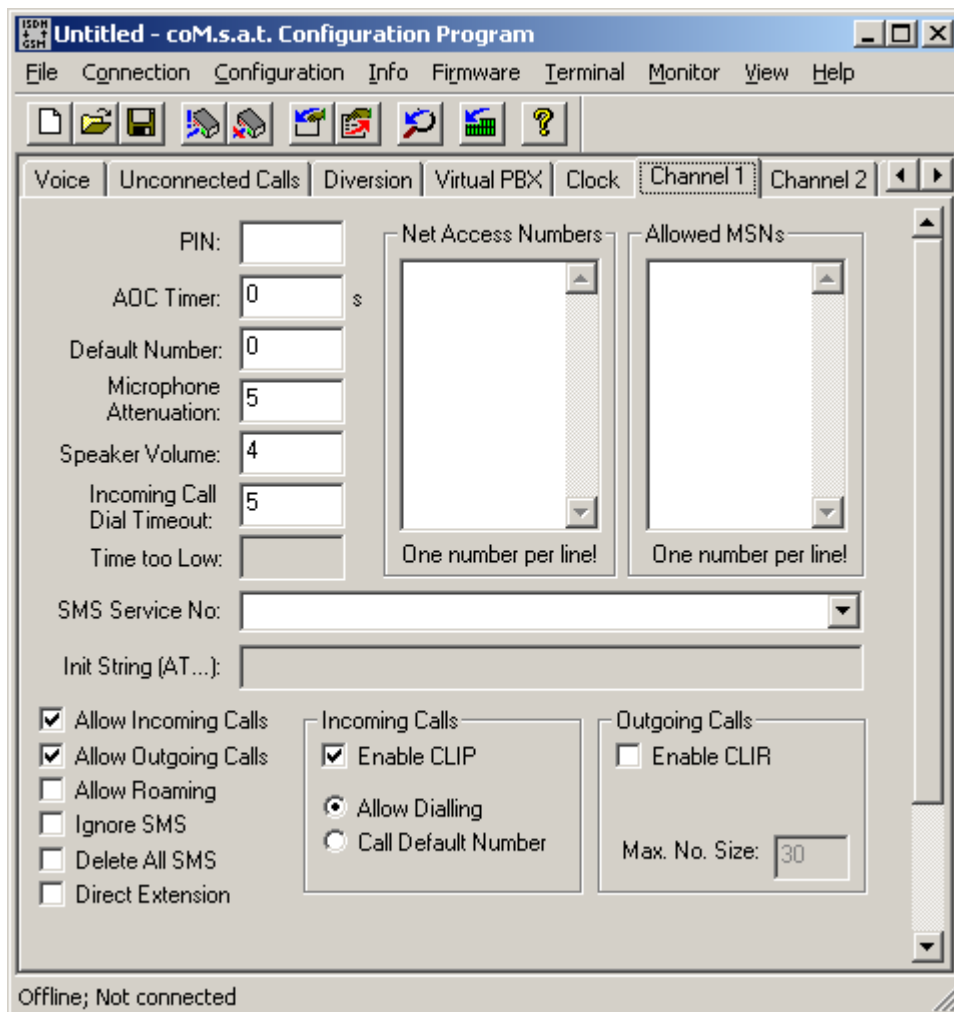 ISDN
GSM
Untitled - coM.s.a.t. Configuration Program
File Connection Configuration Info Firmware Terminal Monitor View Help
Voice Unconnected Calls Diversion Virtual PBX Clock Channel 1 Channel 2
PIN:
Net Access Numbers
Allowed MSNs
AOC Timer: 0 s
Default Number: 0
Microphone
Attenuation: 5
Speaker Volume: 4
Incoming Call
Dial Timeout: 5
Time too Low:
One number per line!
One number per line!
SMS Service No:
Init String (AT...):
Allow Incoming Calls
Allow Outgoing Calls
Allow Roaming
Ignore SMS
Delete All SMS
Direct Extension
Incoming Calls
Enable CLIP
Allow Dialling
Call Default Number
Outgoing Calls
Enable CLIR
Max. No. Size: 30
Offline; Not connected